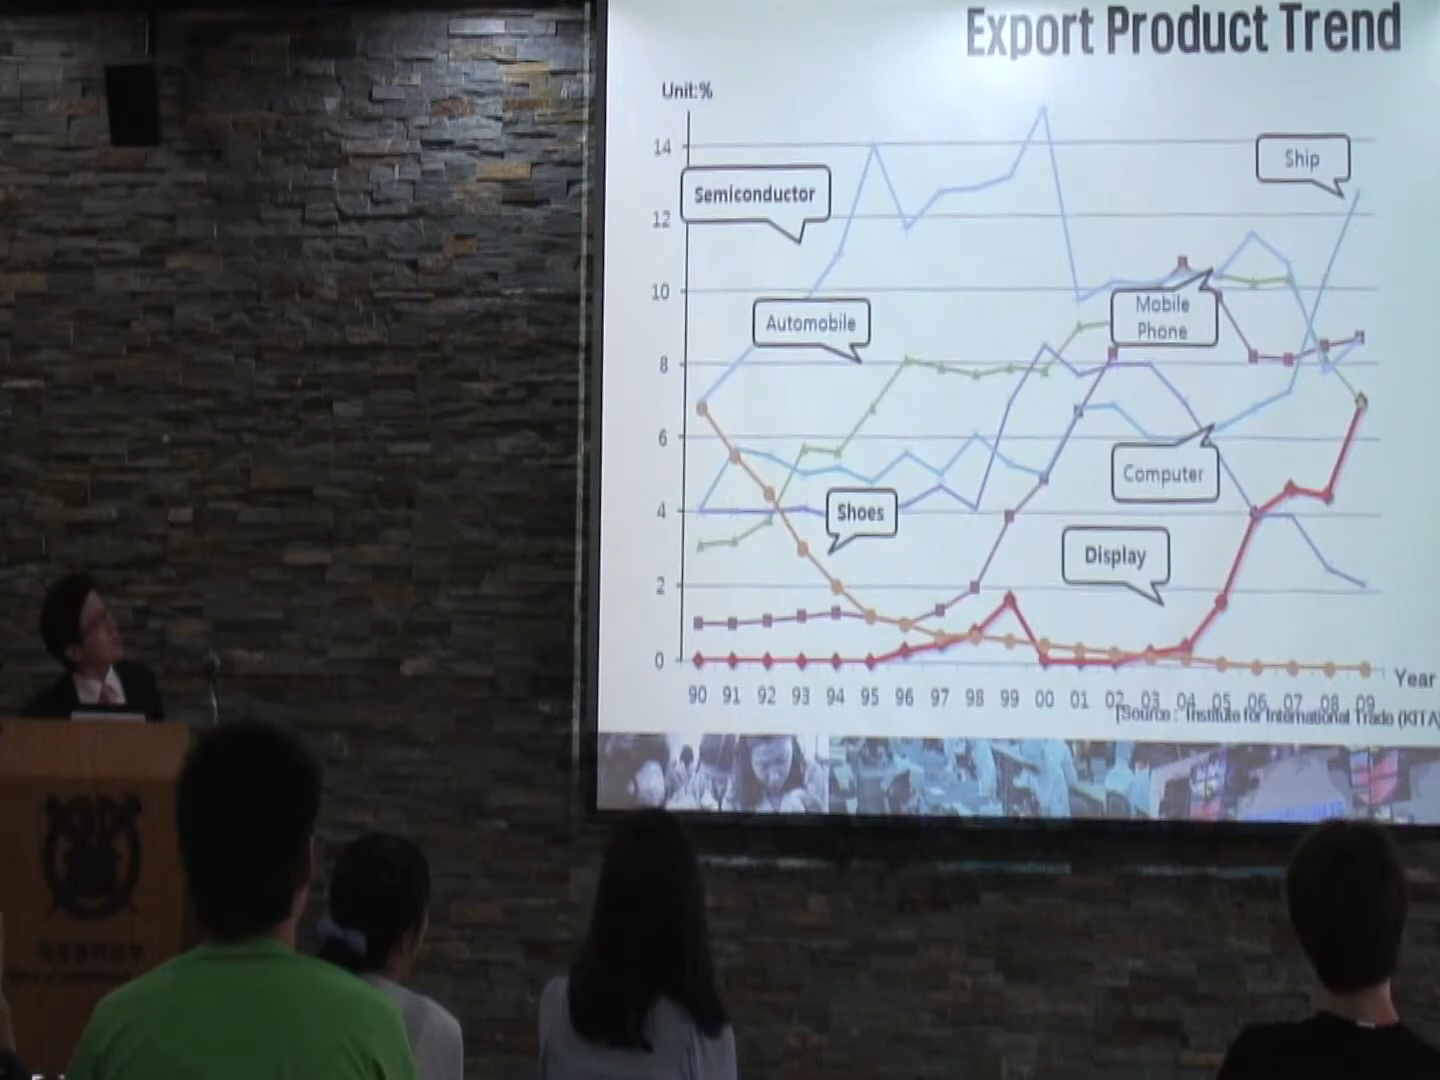 Export Product Trend
Unit:%
14
12
10
8
6
4
2
0
Semiconductor
Automobile
Shoes
Ship
Mobile
Phone
Computer
Display
90 91 92 93 94 95 96 97 98 99 00 01 02 03 04 05 06 07 08 09
Year
[Source : Institute for International Trade (KITA)